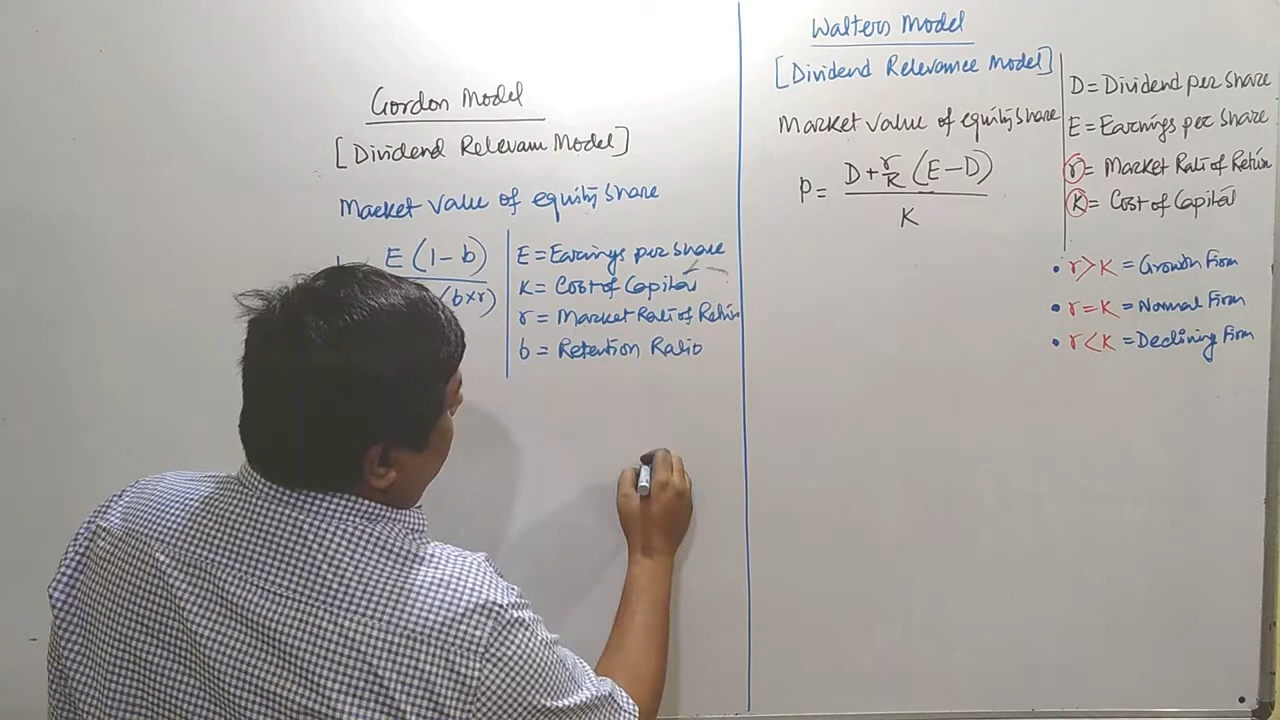 Gordon Model
[Dividend Relevam Model]
Market Value of equity share
E (1-b)
(b×r)
E = Earnings per share
K = Cost of Capital
r = Market Rati of Return
b = Retention Ratio
Walters Model
[Dividend Relevance Model]
Market Value of equity share
P = D + r/K (E - D)
K
D = Dividend per share
E = Earnings per share
r = Market Rati of Return
K = Cost of Capital
• r > K = Growth Firm
• r = K = Normal Firm
• r < K = Declining Firm